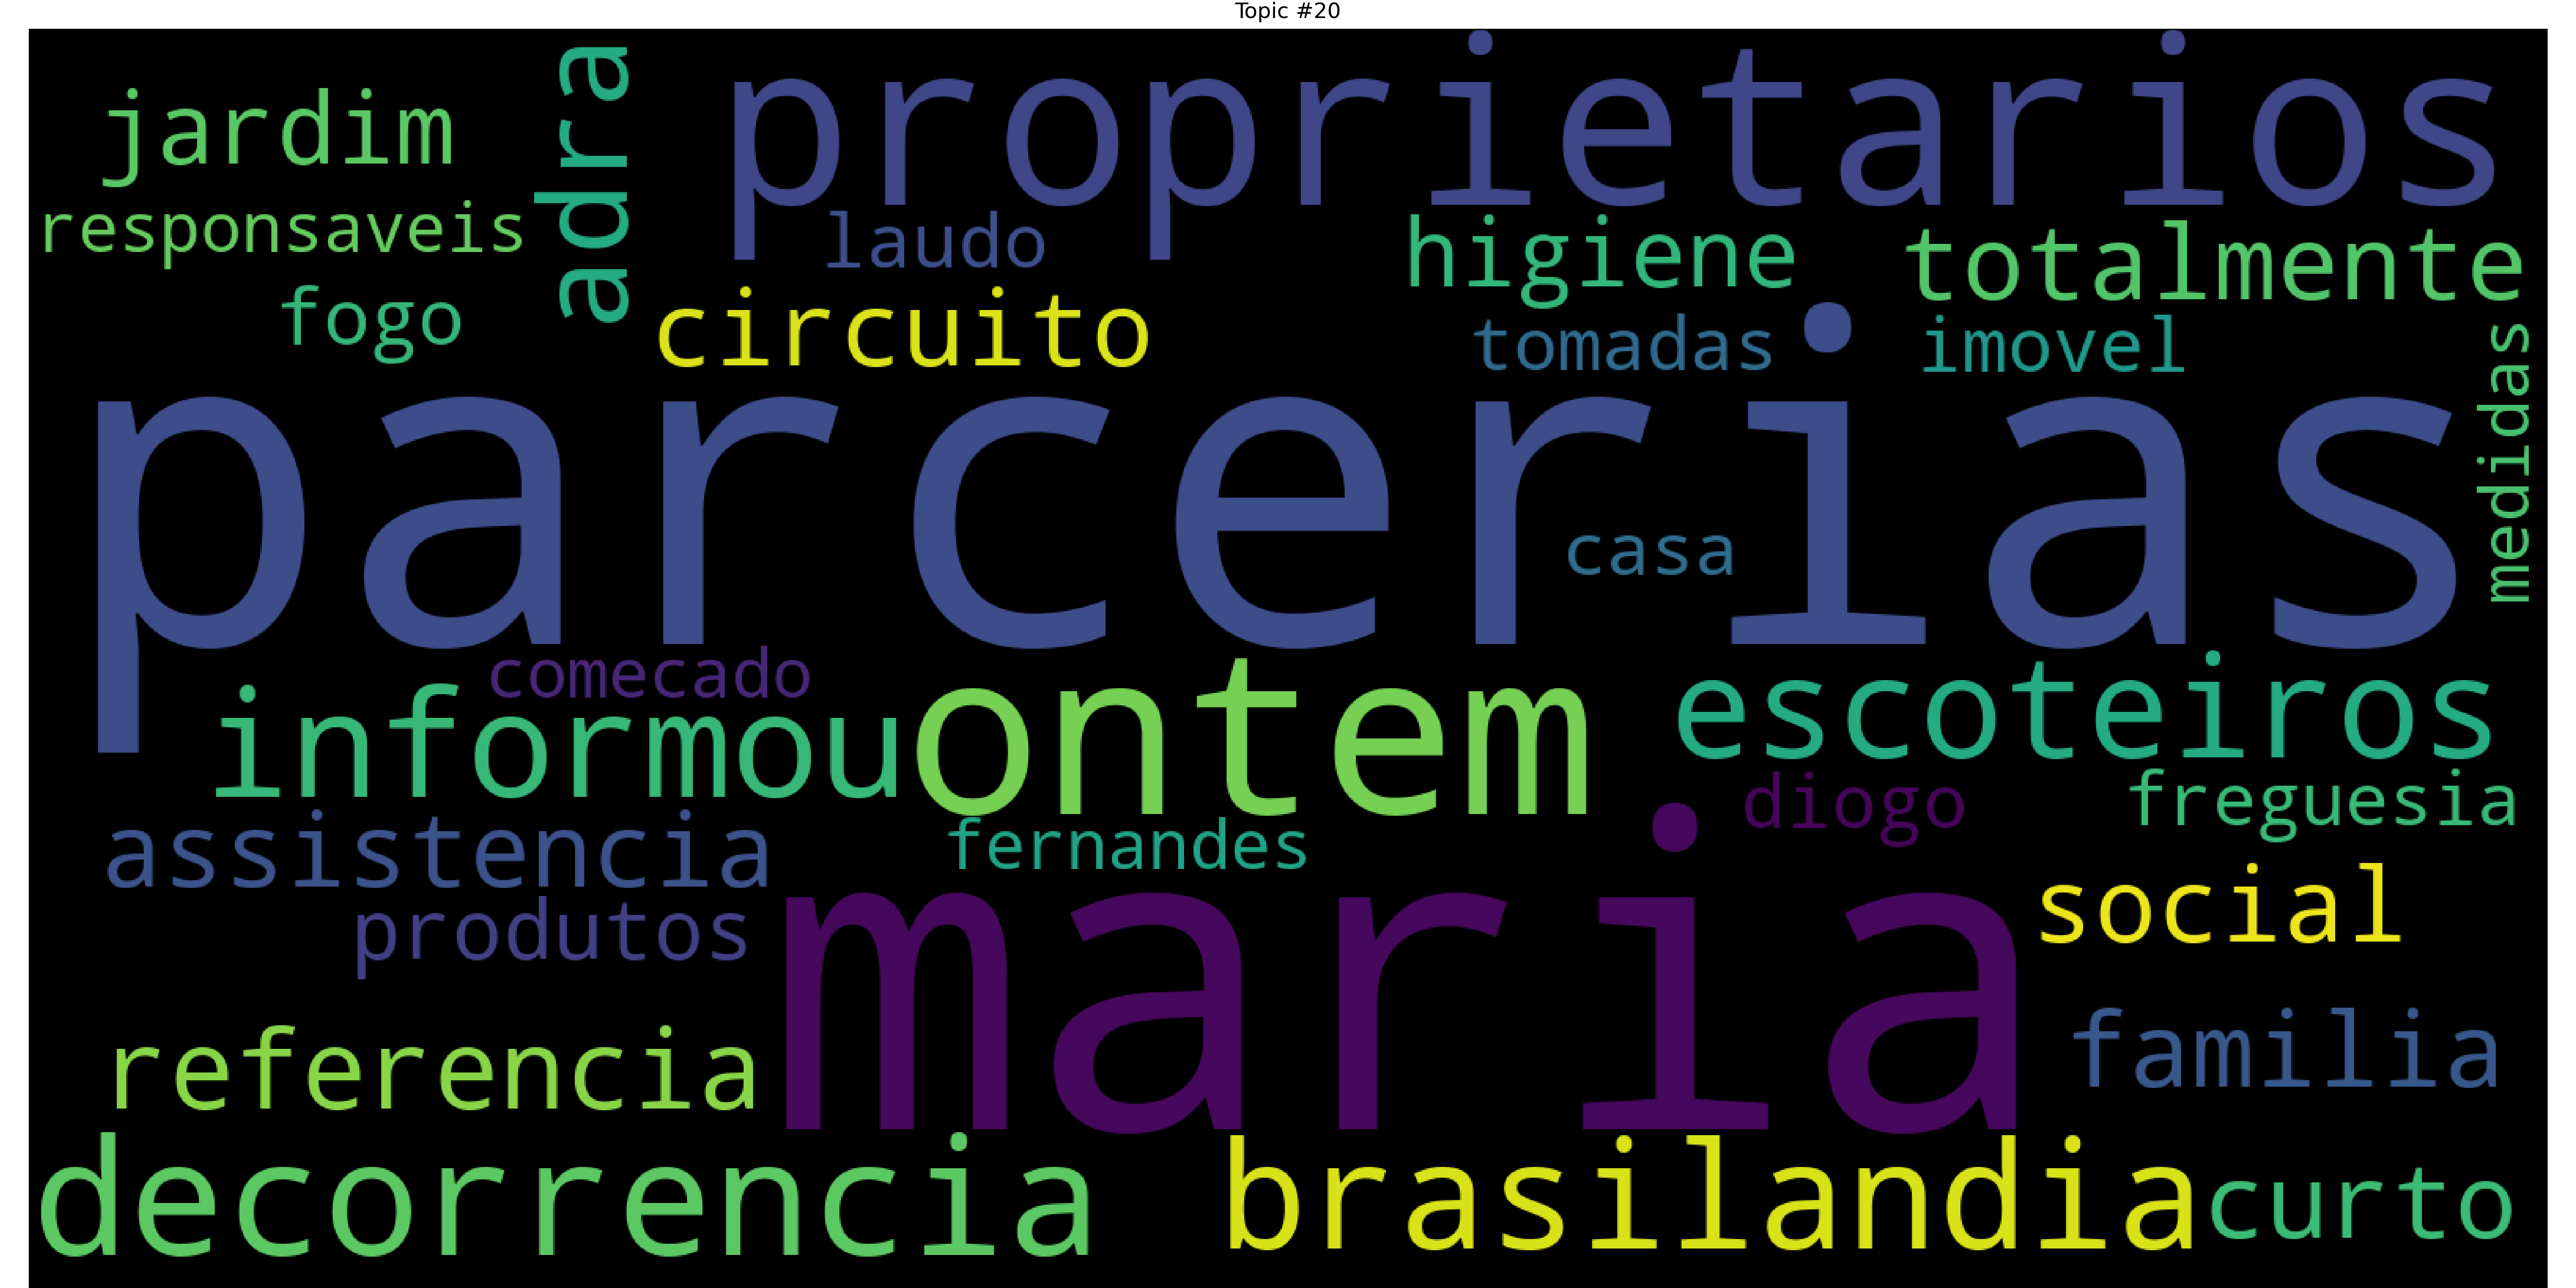 Topic #20
jardim
adra
proprietarios
responsaveis
laudo
higiene
totalmente
fogo
circuito
tomadas
imovel
medidas
parcerias
casa
comecado
informou
ontem
escoteiros
diogo
freguesia
assistencia
fernandes
produtos
maria
social
referencia
familia
decorrencia
brasilandia
curto